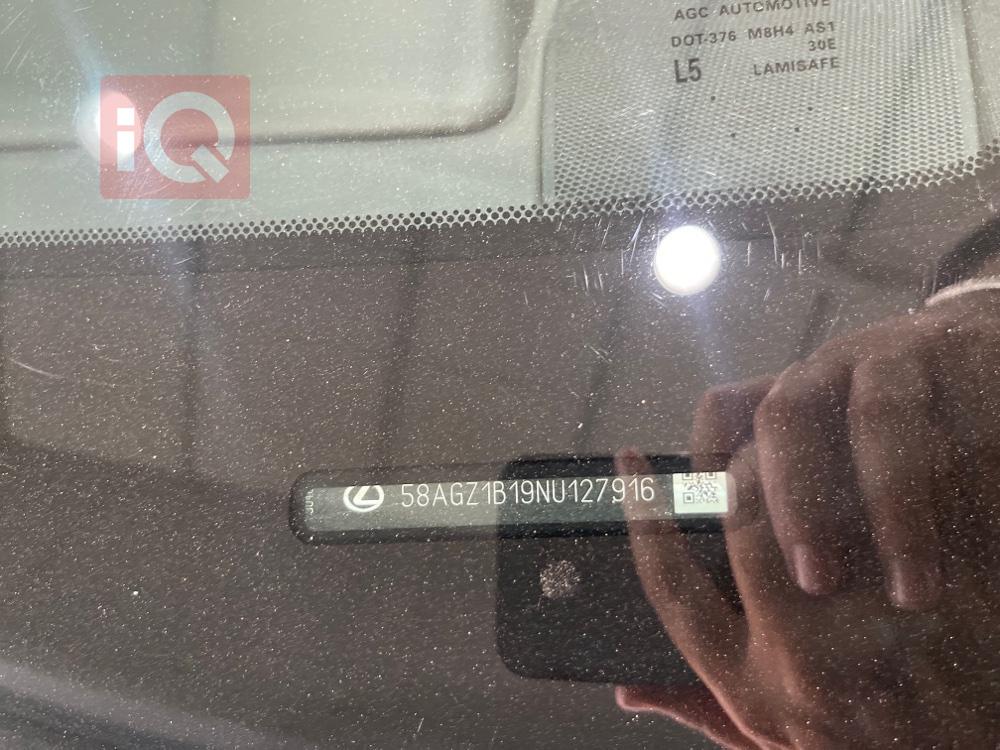 AGC AUTOMOTIVE
DOT-376 M8H4 AS1
30E
L5 LAMISAFE
iQ
58AGZ1B19NU127916